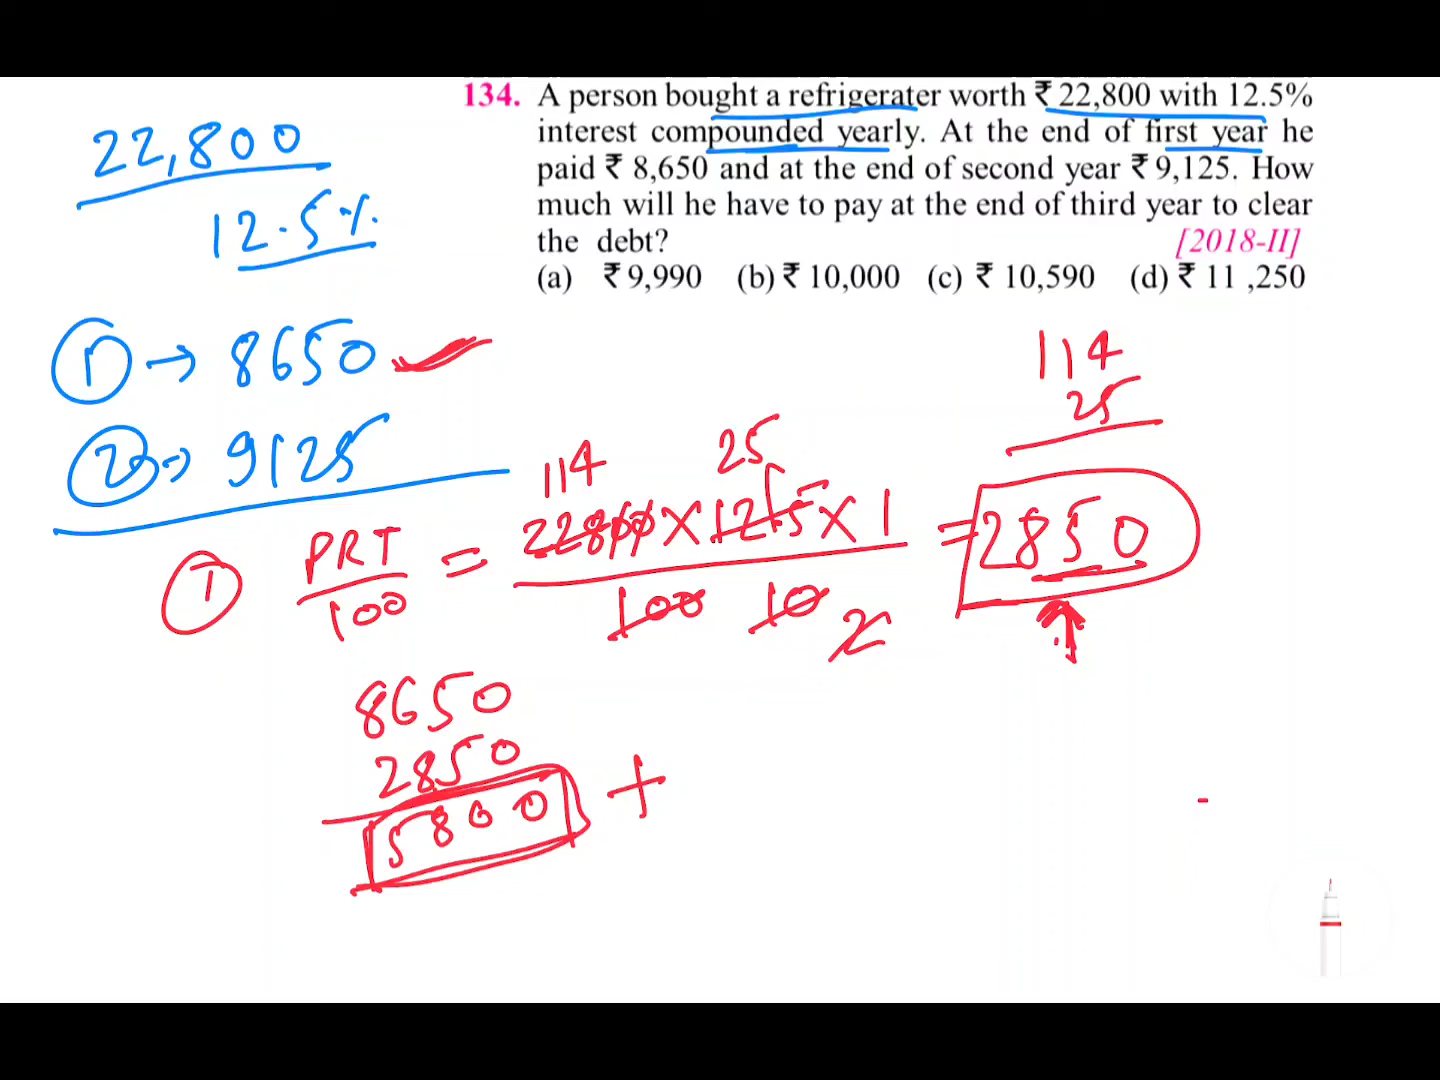 134. A person bought a refrigerater worth ₹ 22,800 with 12.5%
interest compounded yearly. At the end of first year he
paid ₹ 8,650 and at the end of second year ₹ 9,125. How
much will he have to pay at the end of third year to clear
the debt? [2018-II]
(a) ₹ 9,990 (b) ₹ 10,000 (c) ₹ 10,590 (d) ₹ 11 ,250
22,800
12.5%
1 → 8650
2 → 9125
114
25
114 25
1 PRT/100 = 22800 × 12.5 × 1 / 100 10 2 = 2850
8650
2850
5800 +